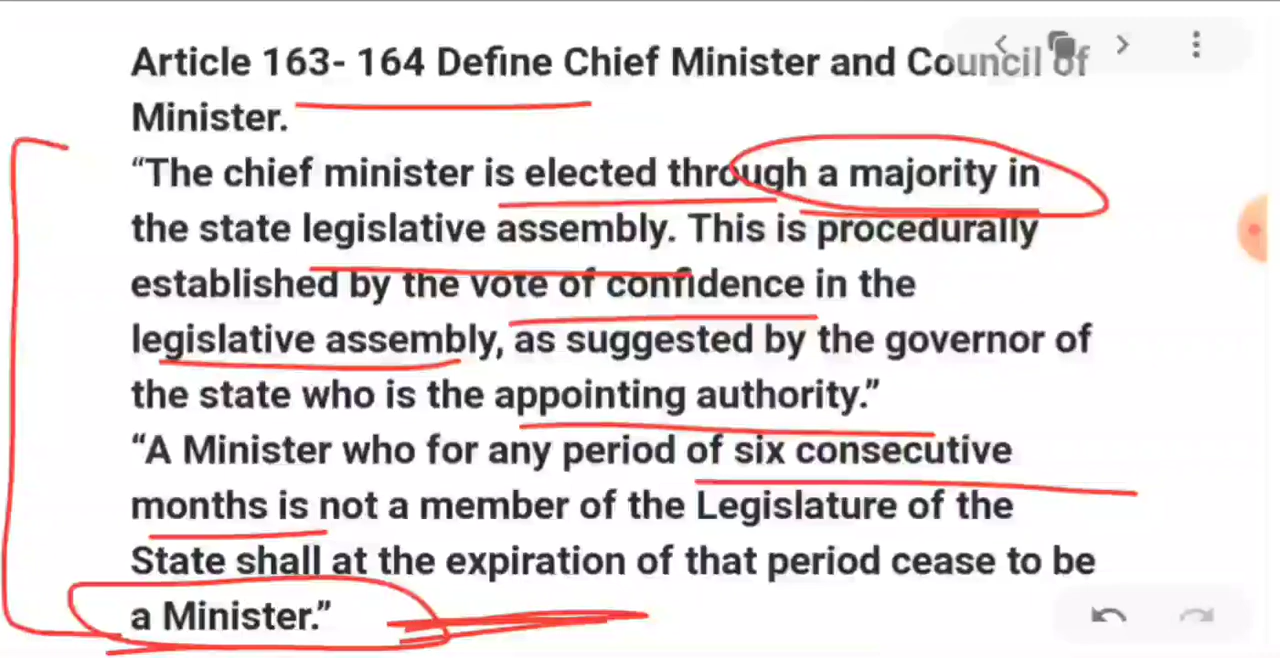 Article 163- 164 Define Chief Minister and Council of
Minister.
“The chief minister is elected through a majority in
the state legislative assembly. This is procedurally
established by the vote of confidence in the
legislative assembly, as suggested by the governor of
the state who is the appointing authority.”
“A Minister who for any period of six consecutive
months is not a member of the Legislature of the
State shall at the expiration of that period cease to be
a Minister.”